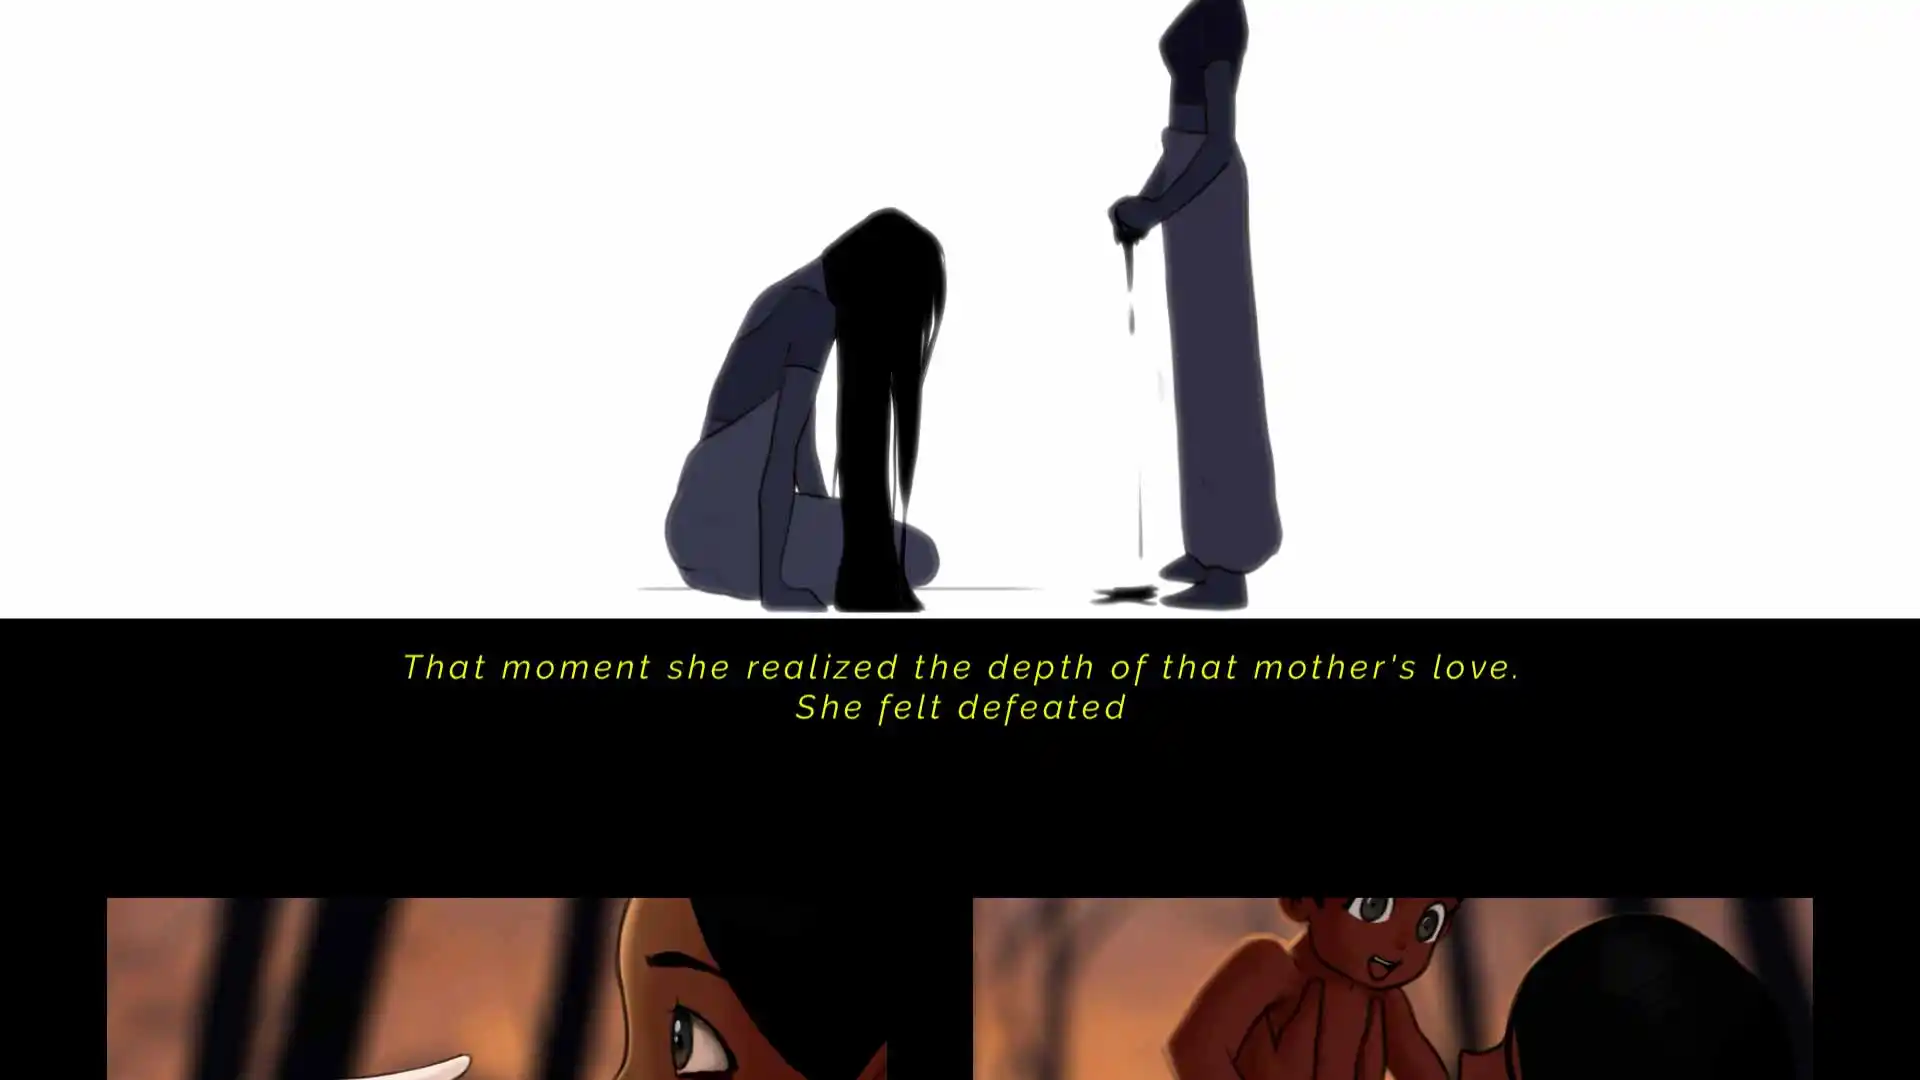 That moment she realized the depth of that mother's love.
She felt defeated